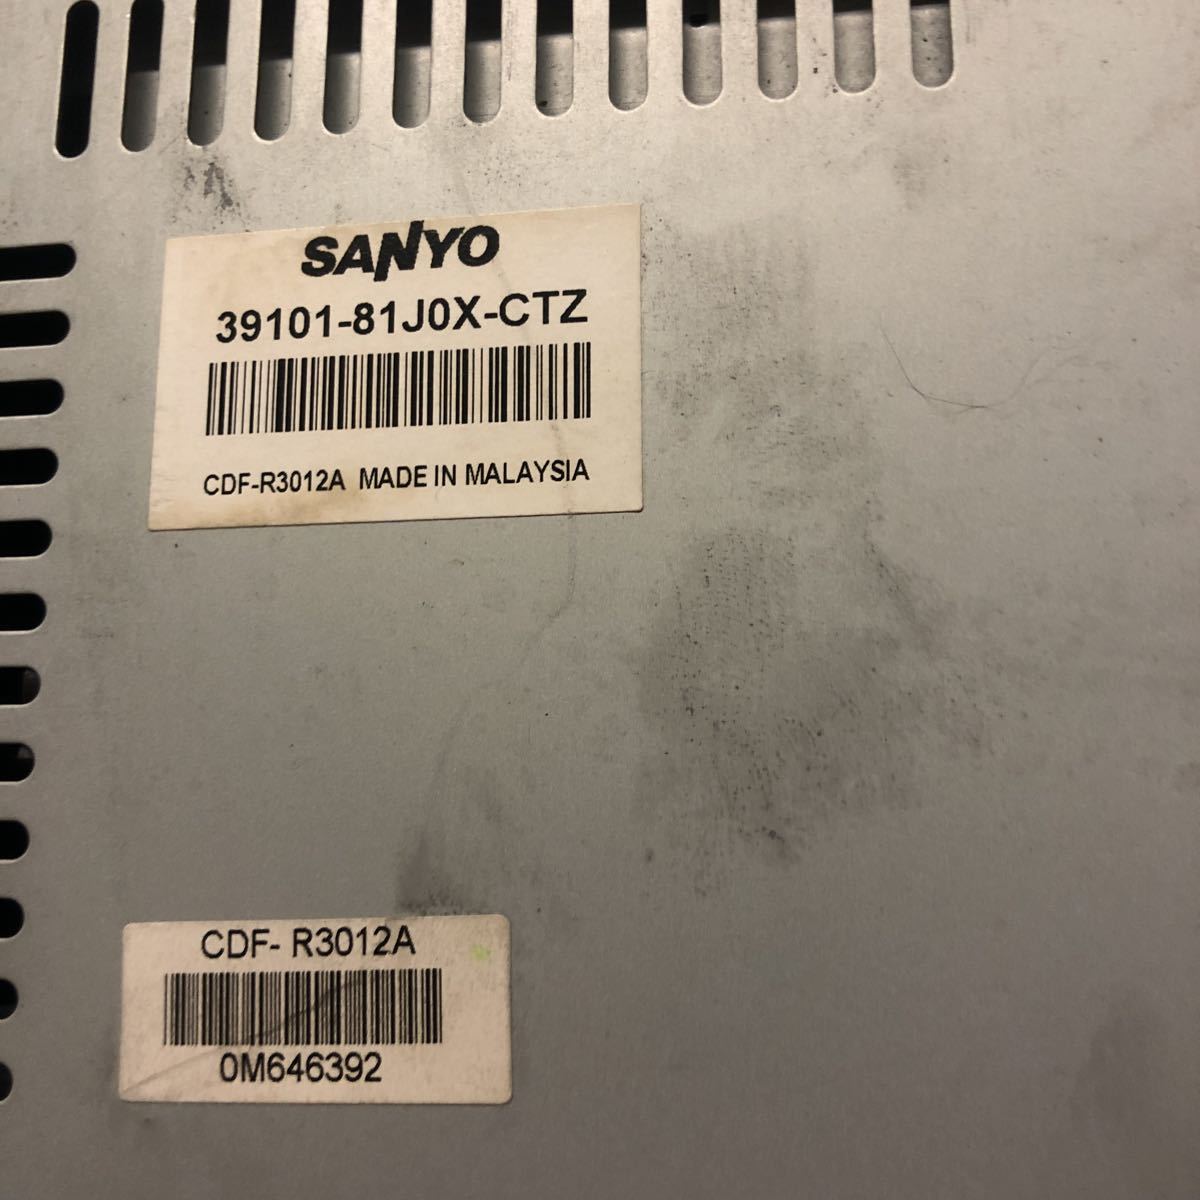 SANYO
39101-81J0X-CTZ
CDF-R3012A MADE IN MALAYSIA
CDF- R3012A
0M646392